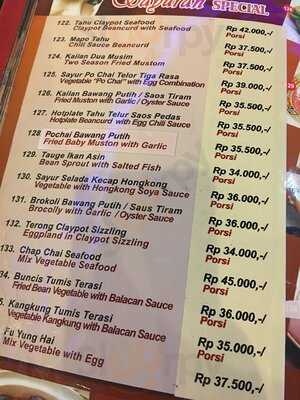 Sayuran SPECIAL
122. Tahu Claypot Seafood
Claypot Beancurd with Seafood
Rp 42.000,-/
Porsi
123. Mapo Tahu
Chili Sauce Beancurd
Rp 37.500,-/
Porsi
124. Kailan Dua Musim
Two Season Fried Mustom
Rp 37.500,-/
Porsi
125. Sayur Po Chai Telor Tiga Rasa
Vegetable "Po Chai" with Egg Combination
Rp 39.000,-/
Porsi
126. Kailan Bawang Putih / Saos Tiram
Fried Muston with Garlic / Oyster Sauce
Rp 35.500,-/
Porsi
127. Hotplate Tahu Telur Saos Pedas
Hotplate Beancurd with Egg Chili Sauce
Rp 35.500,-/
Porsi
128. Pochai Bawang Putih
Fried Baby Muston with Garlic
Rp 35.500,-/
Porsi
129. Tauge Ikan Asin
Bean Sprout with Salted Fish
Rp 34.000,-/
Porsi
130. Sayur Selada Kecap Hongkong
Vegetable with Hongkong Soya Sauce
Rp 36.000,-/
Porsi
131. Brokoli Bawang Putih / Saus Tiram
Brocolly with Garlic / Oyster Sauce
Rp 36.000,-/
Porsi
132. Terong Claypot Sizzling
Eggpland in Claypot Sizzling
Rp 34.000,-/
Porsi
133. Chap Chai Seafood
Mix Vegetable Seafood
Rp 45.000,-/
Porsi
34. Buncis Tumis Terasi
Fried Bean Vegetable with Balacan Sauce
Rp 36.000,-/
Porsi
5. Kangkung Tumis Terasi
Vegetable Kangkung with Balacan Sauce
Rp 35.000,-/
Porsi
Fu Yung Hai
Mix Vegetable with Egg
Rp 37.500,-/